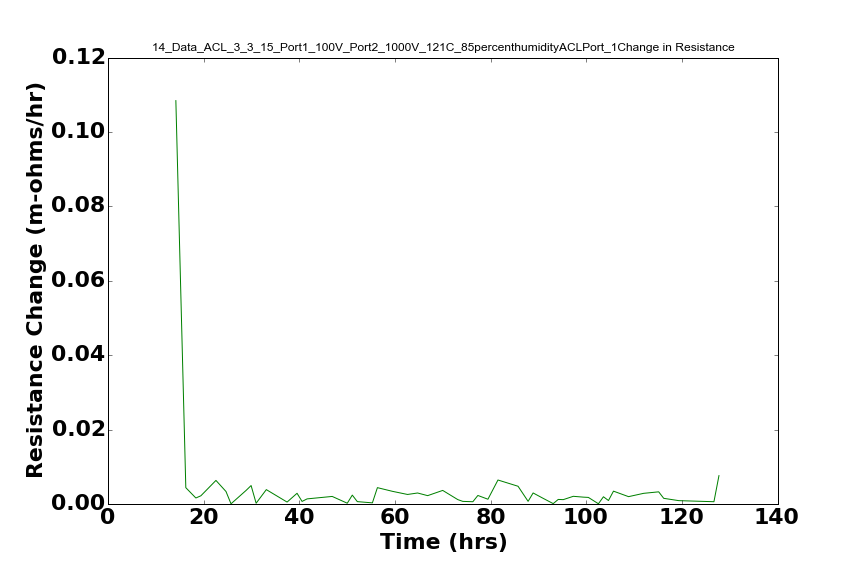 14_Data_ACL_3_3_15_Port1_100V_Port2_1000V_121C_85percenthumidityACLPort_1Change in Resistance
0.12
0.10
0.08
0.06
0.04
0.02
0.00
Resistance Change (m-ohms/hr)
0 20 40 60 80 100 120 140
Time (hrs)